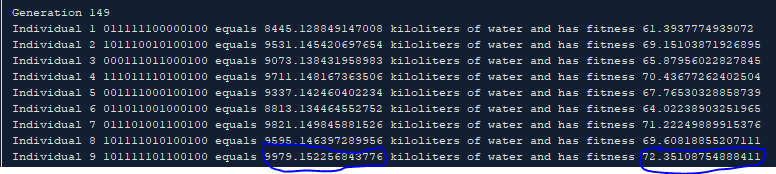 Generation 149
Individual 1 011111100000100 equals 8445.128849147008 kiloliters of water and has fitness 61.3937774939072
Individual 2 101110010100100 equals 9531.145420697654 kiloliters of water and has fitness 69.15103871926895
Individual 3 000111011000100 equals 9073.138431958983 kiloliters of water and has fitness 65.87956022827845
Individual 4 111011110100100 equals 9711.148167363506 kiloliters of water and has fitness 70.43677262402504
Individual 5 001111000100100 equals 9337.142460402234 kiloliters of water and has fitness 67.76530328858739
Individual 6 011011001000100 equals 8813.134464552752 kiloliters of water and has fitness 64.02238903251965
Individual 7 011101001100100 equals 9821.149845881526 kiloliters of water and has fitness 71.22249889915376
Individual 8 101111110100100 equals 9595.146397289956 kiloliters of water and has fitness 69.60818855207111
Individual 9 101111101100100 equals 9979.152256843776 kiloliters of water and has fitness 72.35108754888411